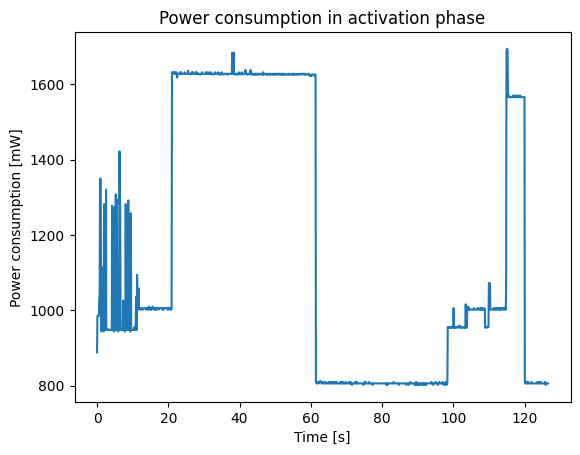 Power consumption in activation phase
Power consumption [mW]
1600
1400
1200
1000
800
0 20 40 60 80 100 120
Time [s]